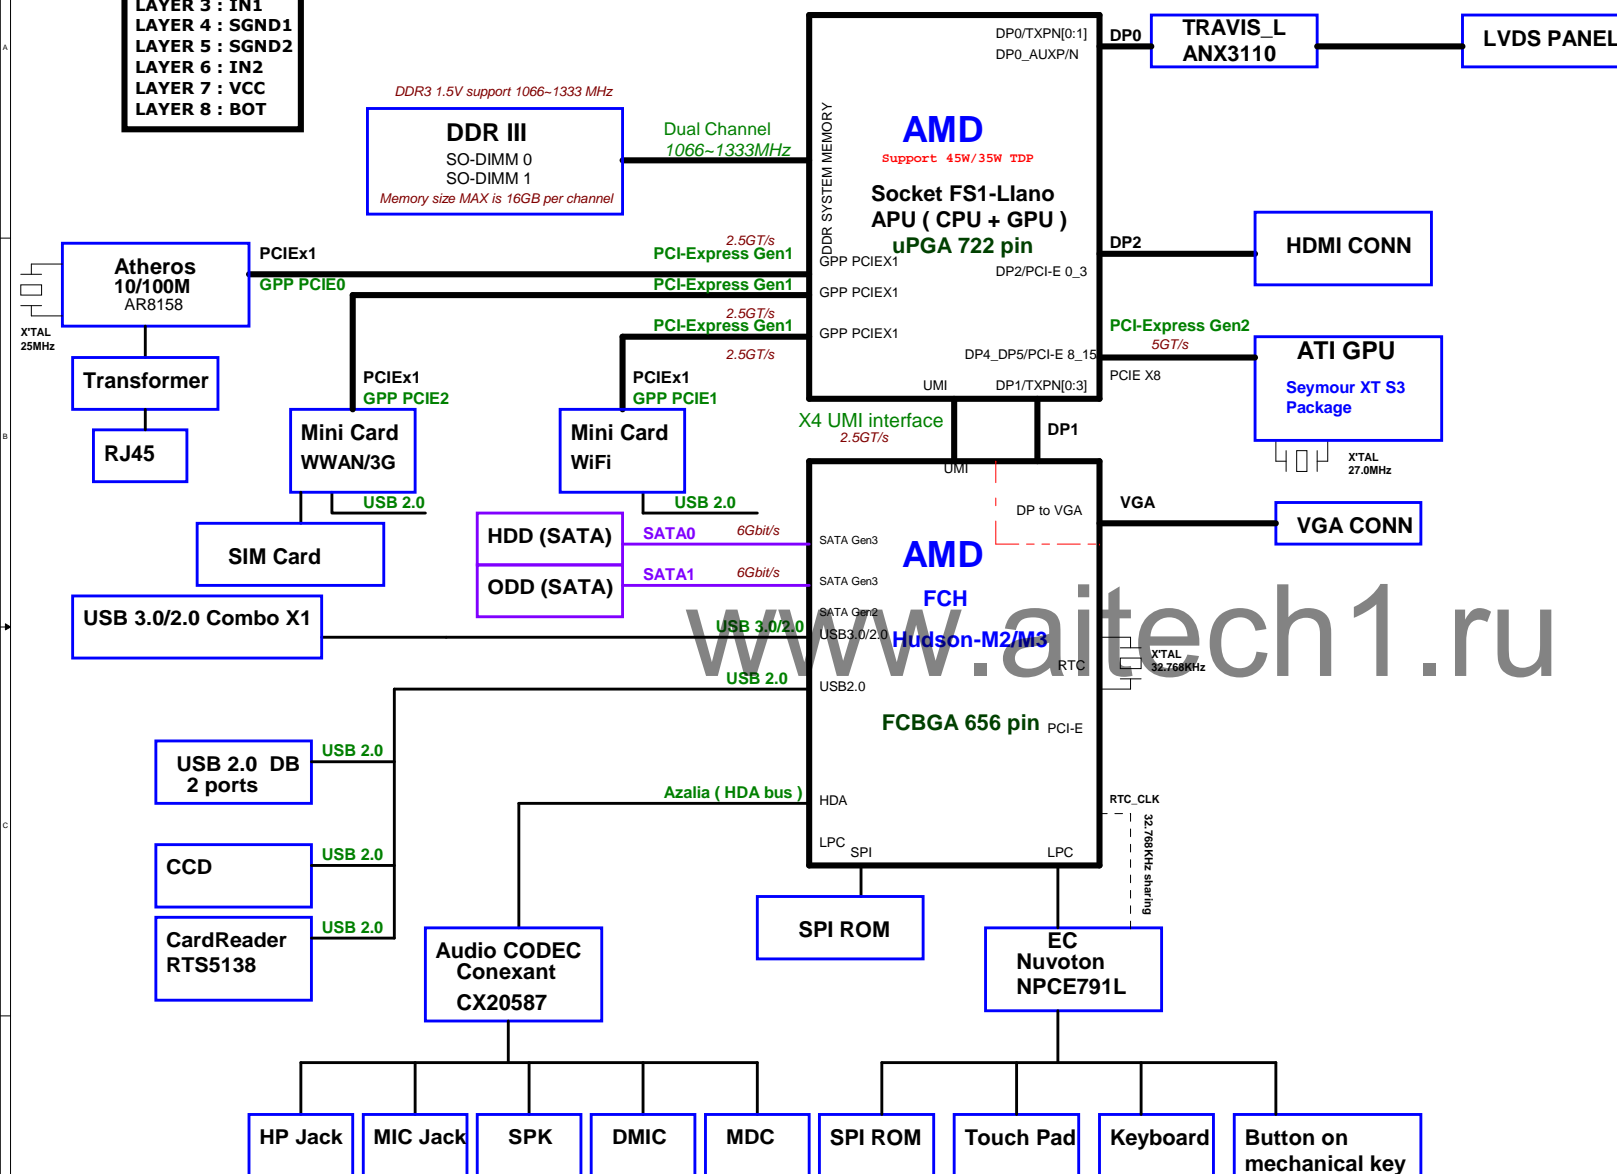 LAYER 3 : IN1
LAYER 4 : SGND1
LAYER 5 : SGND2
LAYER 6 : IN2
LAYER 7 : VCC
LAYER 8 : BOT
A
B
C
DDR3 1.5V support 1066~1333 MHz
DDR III
SO-DIMM 0
SO-DIMM 1
Memory size MAX is 16GB per channel
Dual Channel
1066~1333MHz
DDR SYSTEM MEMORY
DP0/TXPN[0:1]
DP0_AUXP/N
AMD
Support 45W/35W TDP
Socket FS1-Llano
APU ( CPU + GPU )
uPGA 722 pin
DP2/PCI-E 0_3
GPP PCIEX1
GPP PCIEX1
GPP PCIEX1
DP4_DP5/PCI-E 8_15
UMI
DP1/TXPN[0:3]
DP0
TRAVIS_L
ANX3110
LVDS PANEL
DP2
HDMI CONN
PCI-Express Gen2
5GT/s
PCIE X8
ATI GPU
Seymour XT S3
Package
X'TAL
27.0MHz
Atheros
10/100M
AR8158
X'TAL
25MHz
PCIEx1
GPP PCIE0
2.5GT/s
PCI-Express Gen1
PCI-Express Gen1
2.5GT/s
PCI-Express Gen1
2.5GT/s
Transformer
RJ45
PCIEx1
GPP PCIE2
Mini Card
WWAN/3G
USB 2.0
SIM Card
PCIEx1
GPP PCIE1
Mini Card
WiFi
USB 2.0
X4 UMI interface
2.5GT/s
DP1
UMI
DP to VGA
VGA
VGA CONN
HDD (SATA)
SATA0
6Gbit/s
SATA Gen3
ODD (SATA)
SATA1
6Gbit/s
SATA Gen3
SATA Gen2
AMD
FCH
Hudson-M2/M3
FCBGA 656 pin
USB 3.0/2.0 Combo X1
USB 3.0/2.0
USB3.0/2.0
USB 2.0
USB2.0
RTC
X'TAL
32.768KHz
PCI-E
www.aitech1.ru
USB 2.0 DB
2 ports
USB 2.0
CCD
USB 2.0
CardReader
RTS5138
USB 2.0
Azalia ( HDA bus )
HDA
LPC
SPI
LPC
RTC_CLK
32.768KHz sharing
SPI ROM
Audio CODEC
Conexant
CX20587
EC
Nuvoton
NPCE791L
HP Jack
MIC Jack
SPK
DMIC
MDC
SPI ROM
Touch Pad
Keyboard
Button on
mechanical key